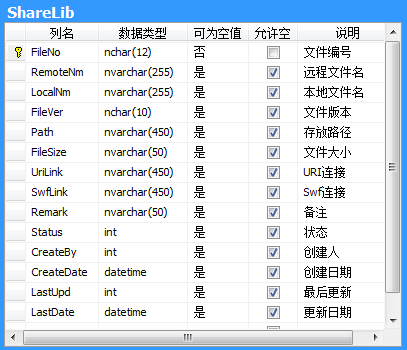 ShareLib
列名 数据类型 可为空值 允许空 说明
FileNo nchar(12) 否 文件编号
RemoteNm nvarchar(255) 是 远程文件名
LocalNm nvarchar(255) 是 本地文件名
FileVer nchar(10) 是 文件版本
Path nvarchar(450) 是 存放路径
FileSize nvarchar(50) 是 文件大小
UriLink nvarchar(450) 是 URI连接
SwfLink nvarchar(450) 是 Swf连接
Remark nvarchar(50) 是 备注
Status int 是 状态
CreateBy int 是 创建人
CreateDate datetime 是 创建日期
LastUpd int 是 最后更新
LastDate datetime 是 更新日期